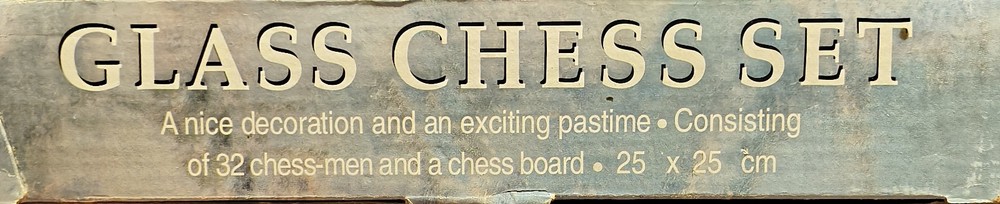 GLASS CHESS SET
A nice decoration and an exciting pastime • Consisting
of 32 chess-men and a chess board • 25 x 25 cm